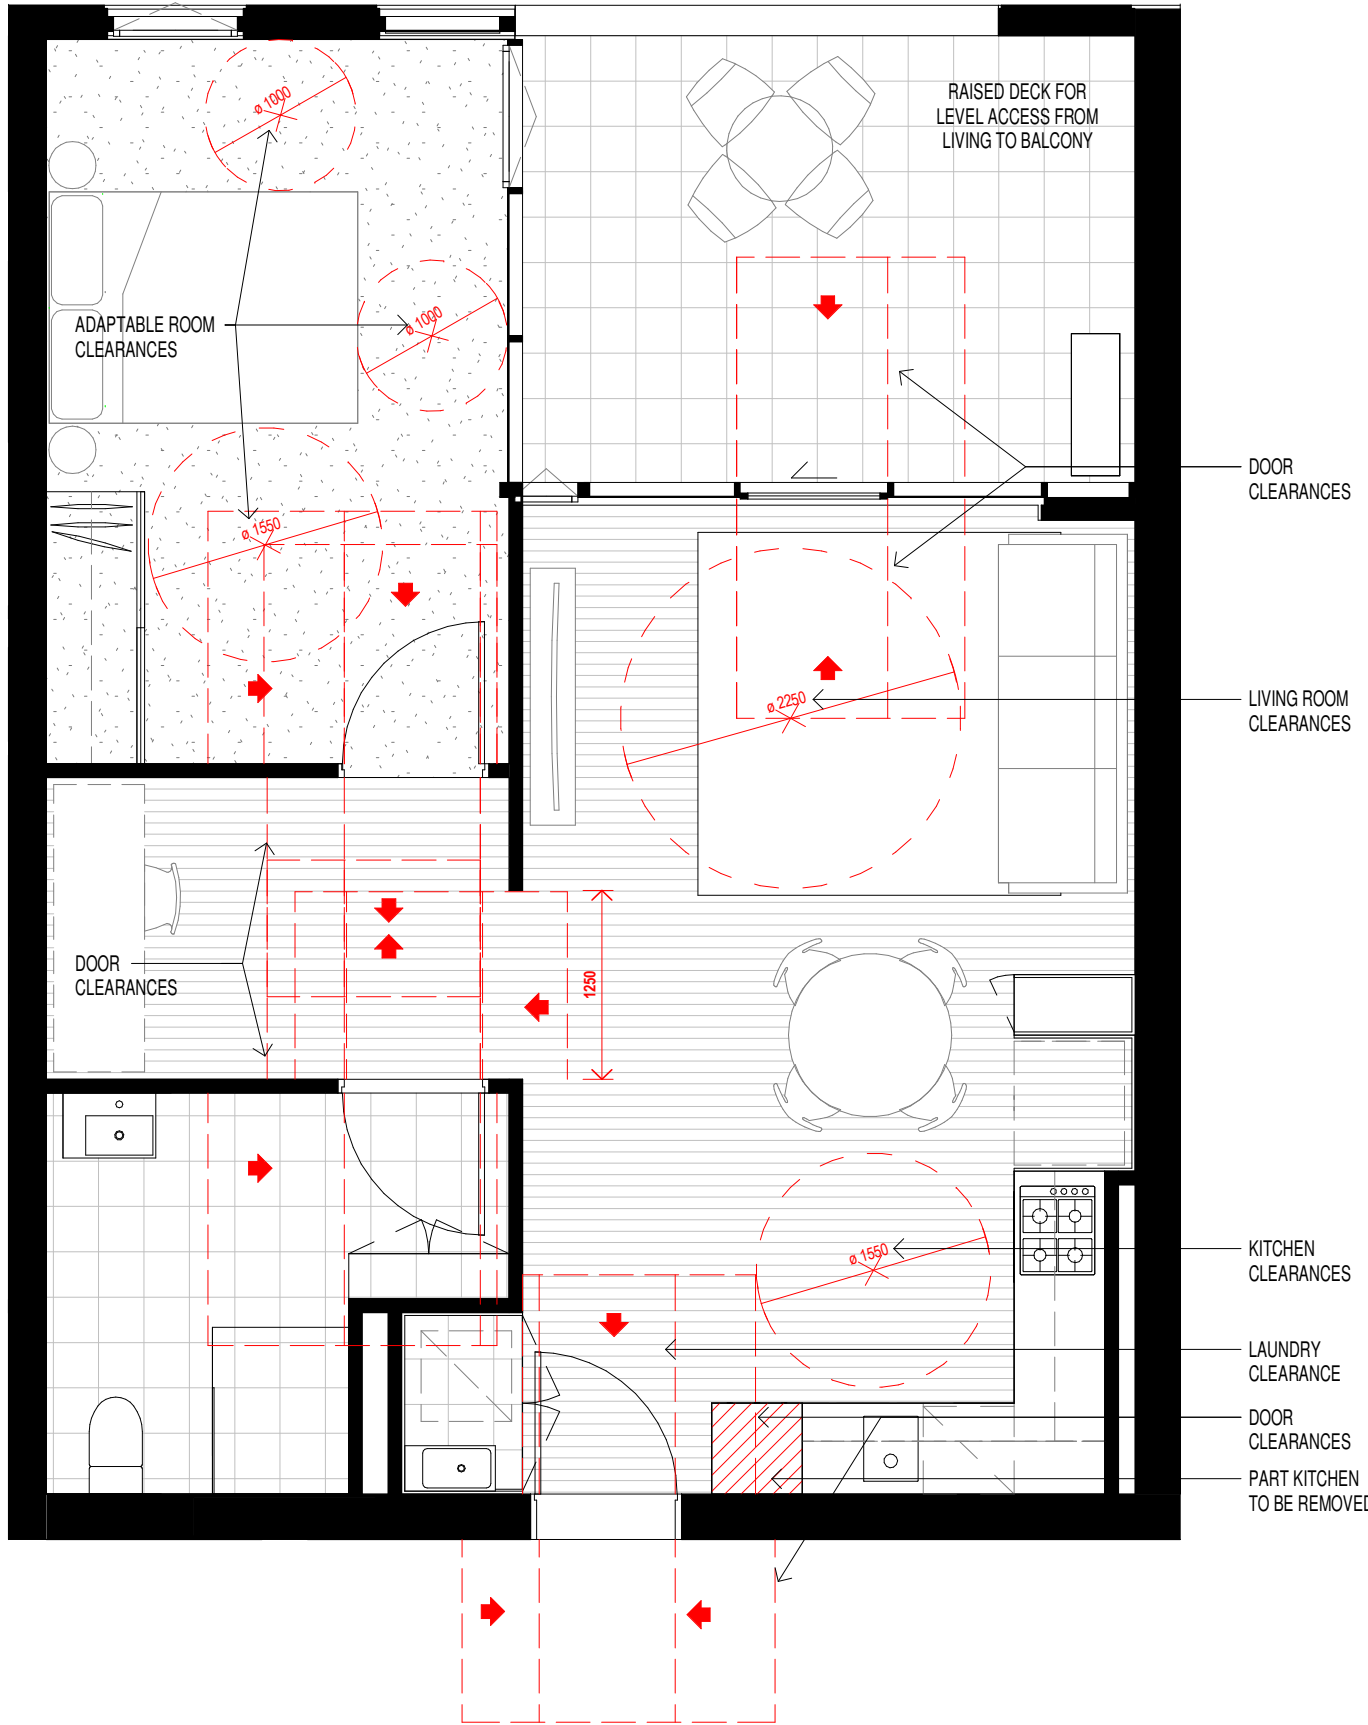 ø 1000
RAISED DECK FOR
LEVEL ACCESS FROM
LIVING TO BALCONY
ADAPTABLE ROOM
CLEARANCES
ø 1000
DOOR
CLEARANCES
ø 1550
LIVING ROOM
CLEARANCES
ø 2250
DOOR
CLEARANCES
1250
KITCHEN
CLEARANCES
ø 1550
LAUNDRY
CLEARANCE
DOOR
CLEARANCES
PART KITCHEN
TO BE REMOVED